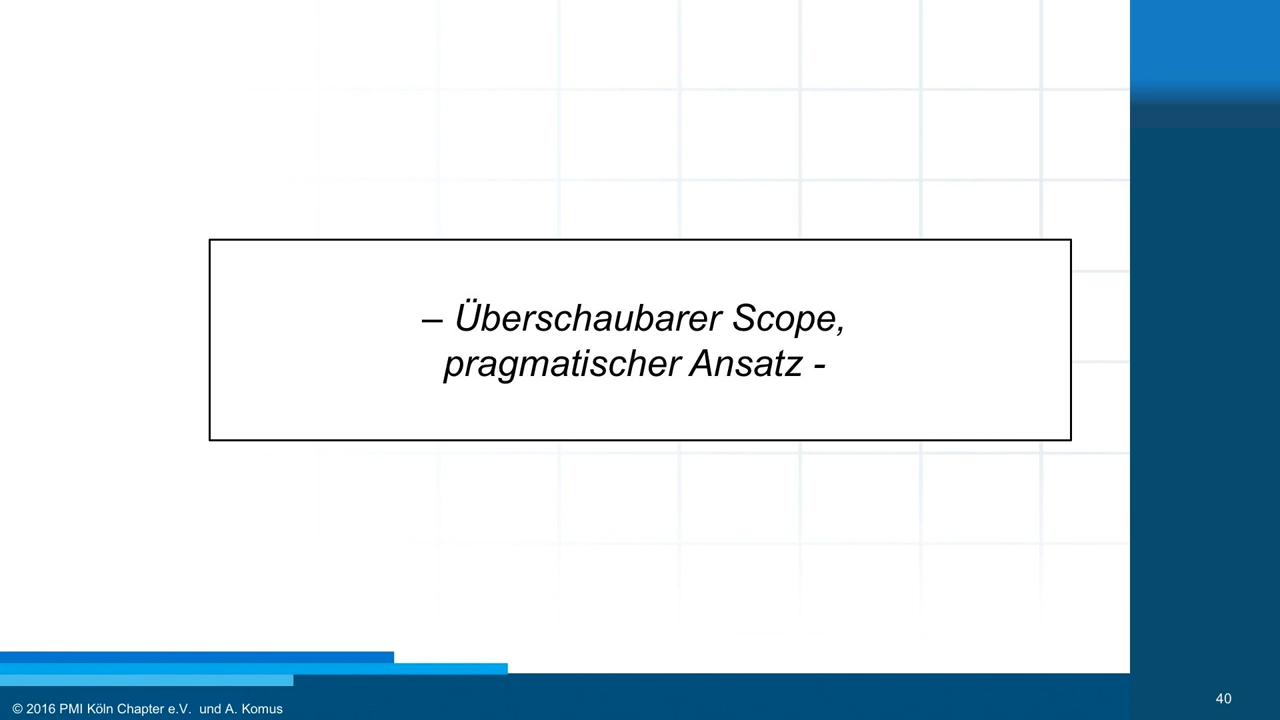 – Überschaubarer Scope,
pragmatischer Ansatz -
© 2016 PMI Köln Chapter e.V.  und A. Komus
40